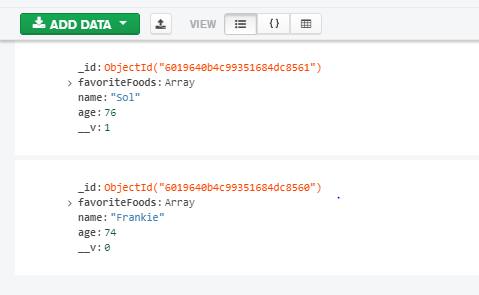 ADD DATA VIEW {}
_id: ObjectId("6019640b4c99351684dc8561")
favoriteFoods: Array
name: "Sol"
age: 76
__v: 1
_id: ObjectId("6019640b4c99351684dc8560")
favoriteFoods: Array
name: "Frankie"
age: 74
__v: 0